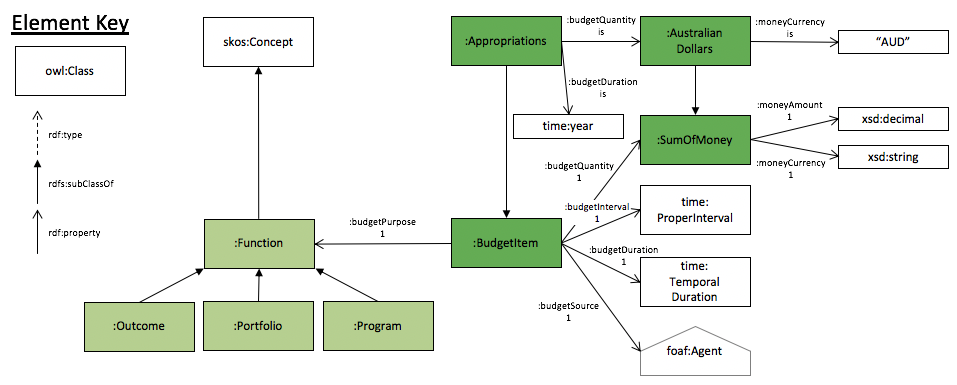 Element Key
owl:Class
rdf:type
rdfs:subClassOf
rdf:property
skos:Concept
:budgetPurpose
1
:Function
:Outcome
:Portfolio
:Program
:Appropriations
:budgetQuantity
is
:Australian
Dollars
:moneyCurrency
is
“AUD”
:budgetDuration
is
time:year
:SumOfMoney
:moneyAmount
1
xsd:decimal
:moneyCurrency
1
xsd:string
:budgetQuantity
1
:budgetInterval
1
time:
ProperInterval
:BudgetItem
:budgetDuration
1
time:
Temporal
Duration
:budgetSource
1
foaf:Agent